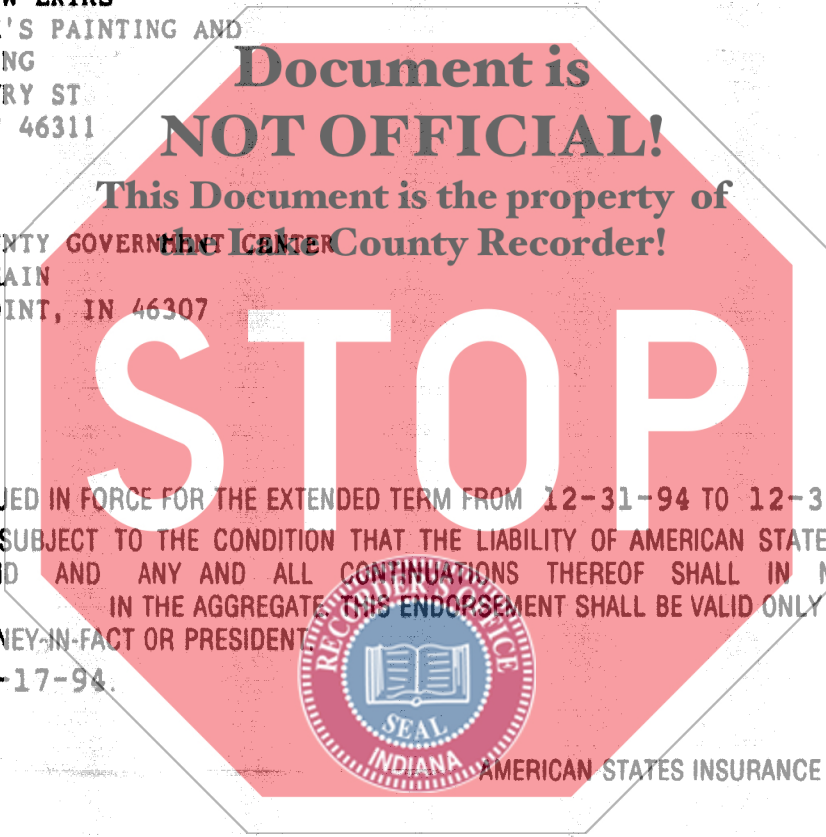 'S PAINTING AND
NG
RY ST
46311
Document is
NOT OFFICIAL!
This Document is the property of
the Lake County Recorder!
NTY GOVERNMENT CENTER
AIN
INT, IN 46307
STOP
UED IN FORCE FOR THE EXTENDED TERM FROM 12-31-94 TO 12-3
SUBJECT TO THE CONDITION THAT THE LIABILITY OF AMERICAN STATE
D AND ANY AND ALL CONTINUATIONS THEREOF SHALL IN
IN THE AGGREGATE. THIS ENDORSEMENT SHALL BE VALID ONLY
NEY-IN-FACT OR PRESIDENT.
-17-94.
RECORDER'S OFFICE
SEAL
INDIANA
AMERICAN STATES INSURANCE